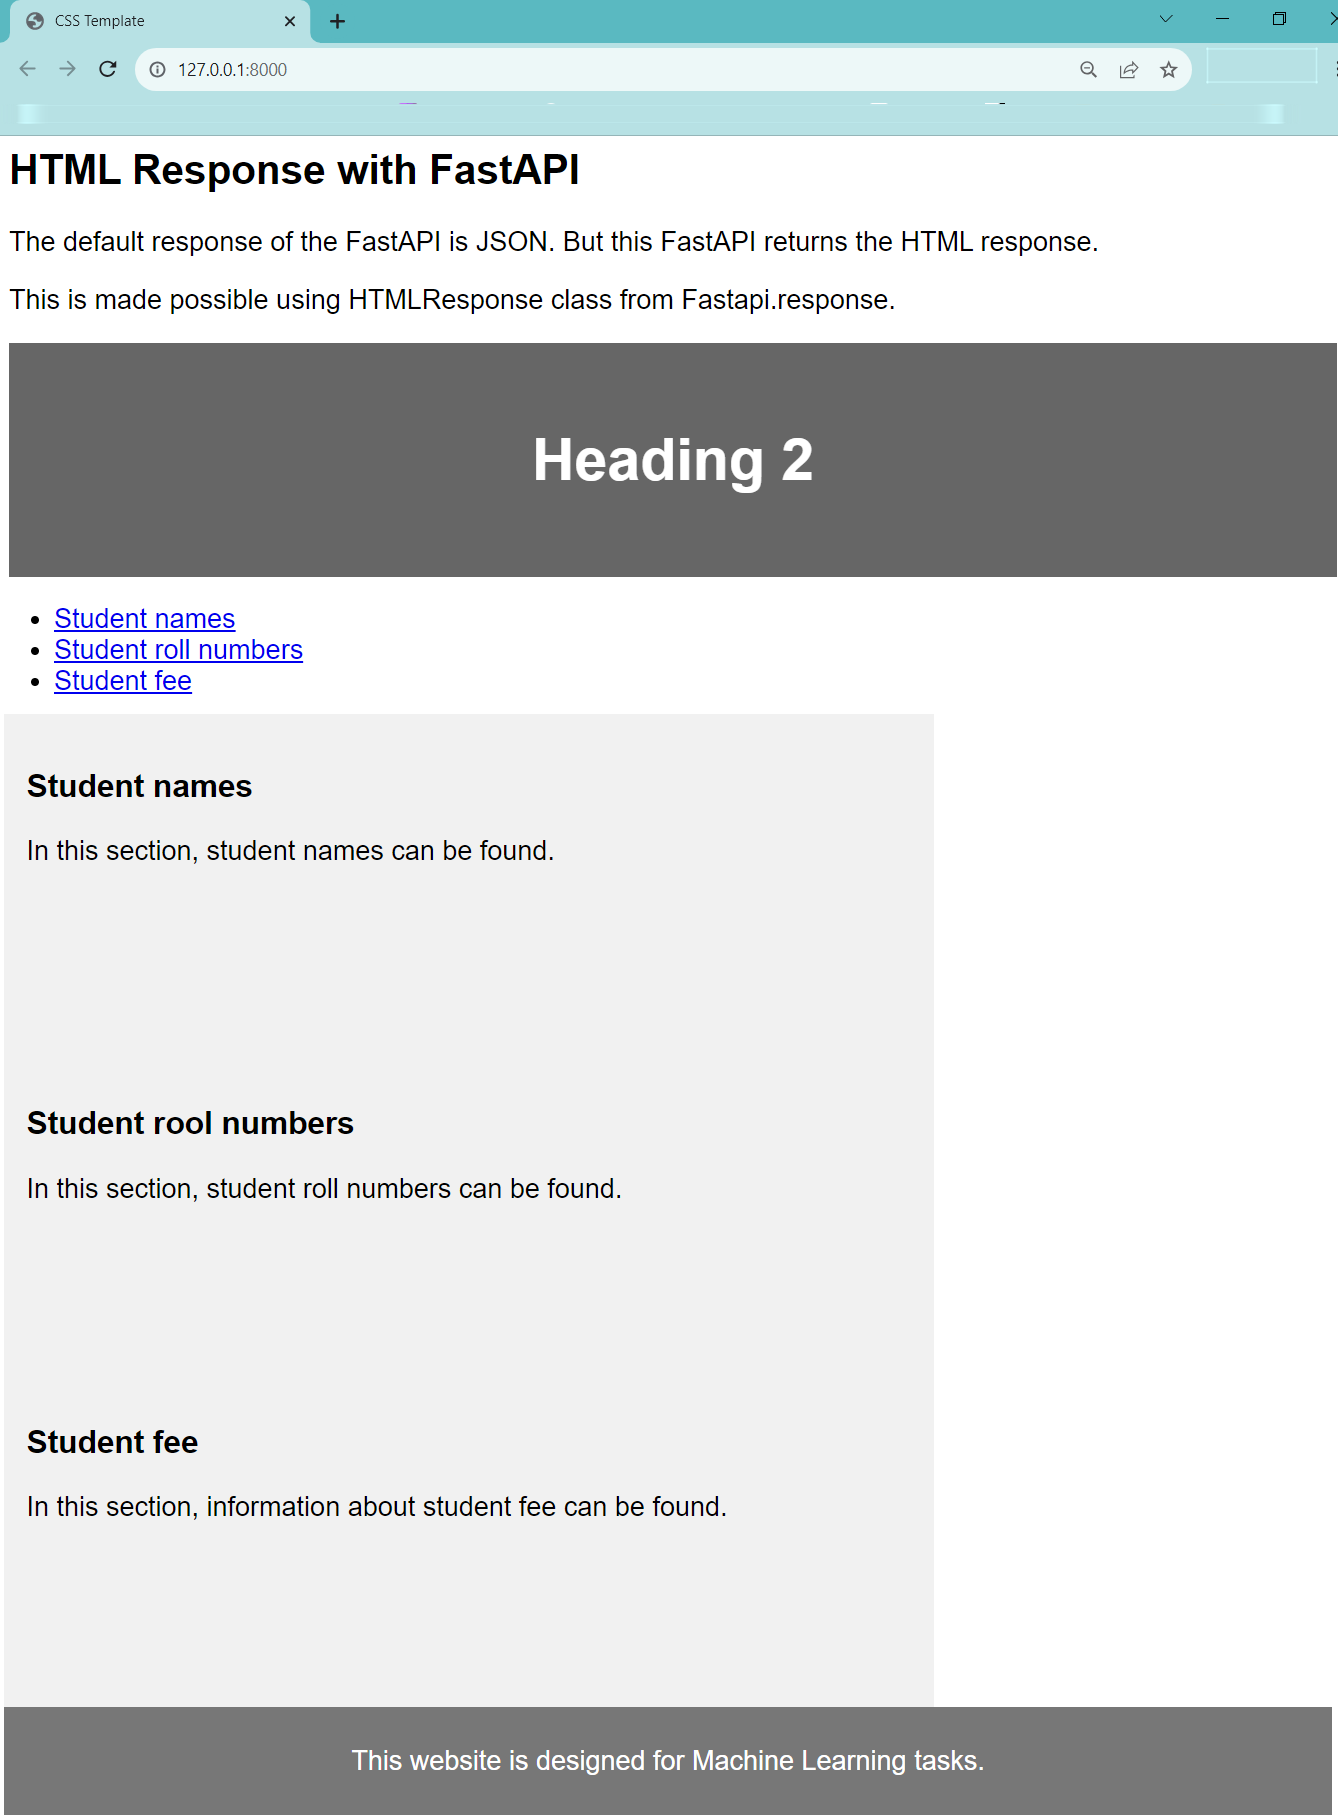 CSS Template
127.0.0.1:8000
HTML Response with FastAPI
The default response of the FastAPI is JSON. But this FastAPI returns the HTML response.
This is made possible using HTMLResponse class from Fastapi.response.
Heading 2
Student names
Student roll numbers
Student fee
Student names
In this section, student names can be found.
Student rool numbers
In this section, student roll numbers can be found.
Student fee
In this section, information about student fee can be found.
This website is designed for Machine Learning tasks.